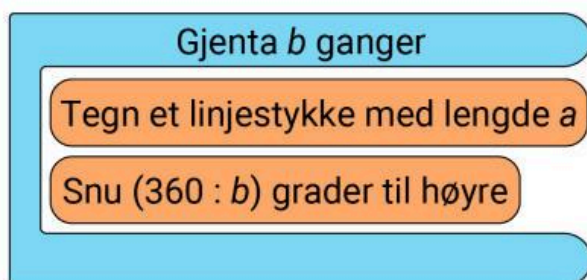 Gjenta b ganger
Tegn et linjestykke med lengde a
Snu (360 : b) grader til høyre